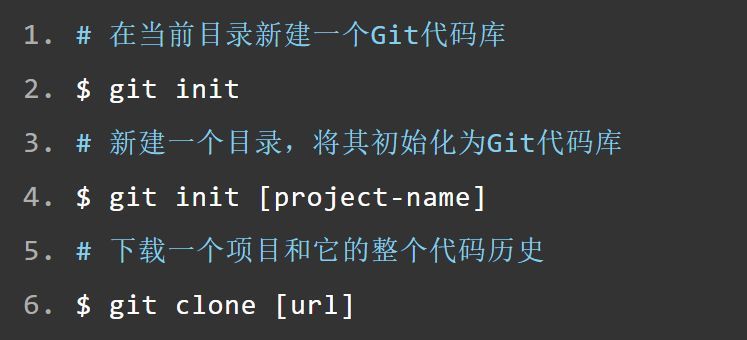 1. # 在当前目录新建一个Git代码库
2. $ git init
3. # 新建一个目录，将其初始化为Git代码库
4. $ git init [project-name]
5. # 下载一个项目和它的整个代码历史
6. $ git clone [url]